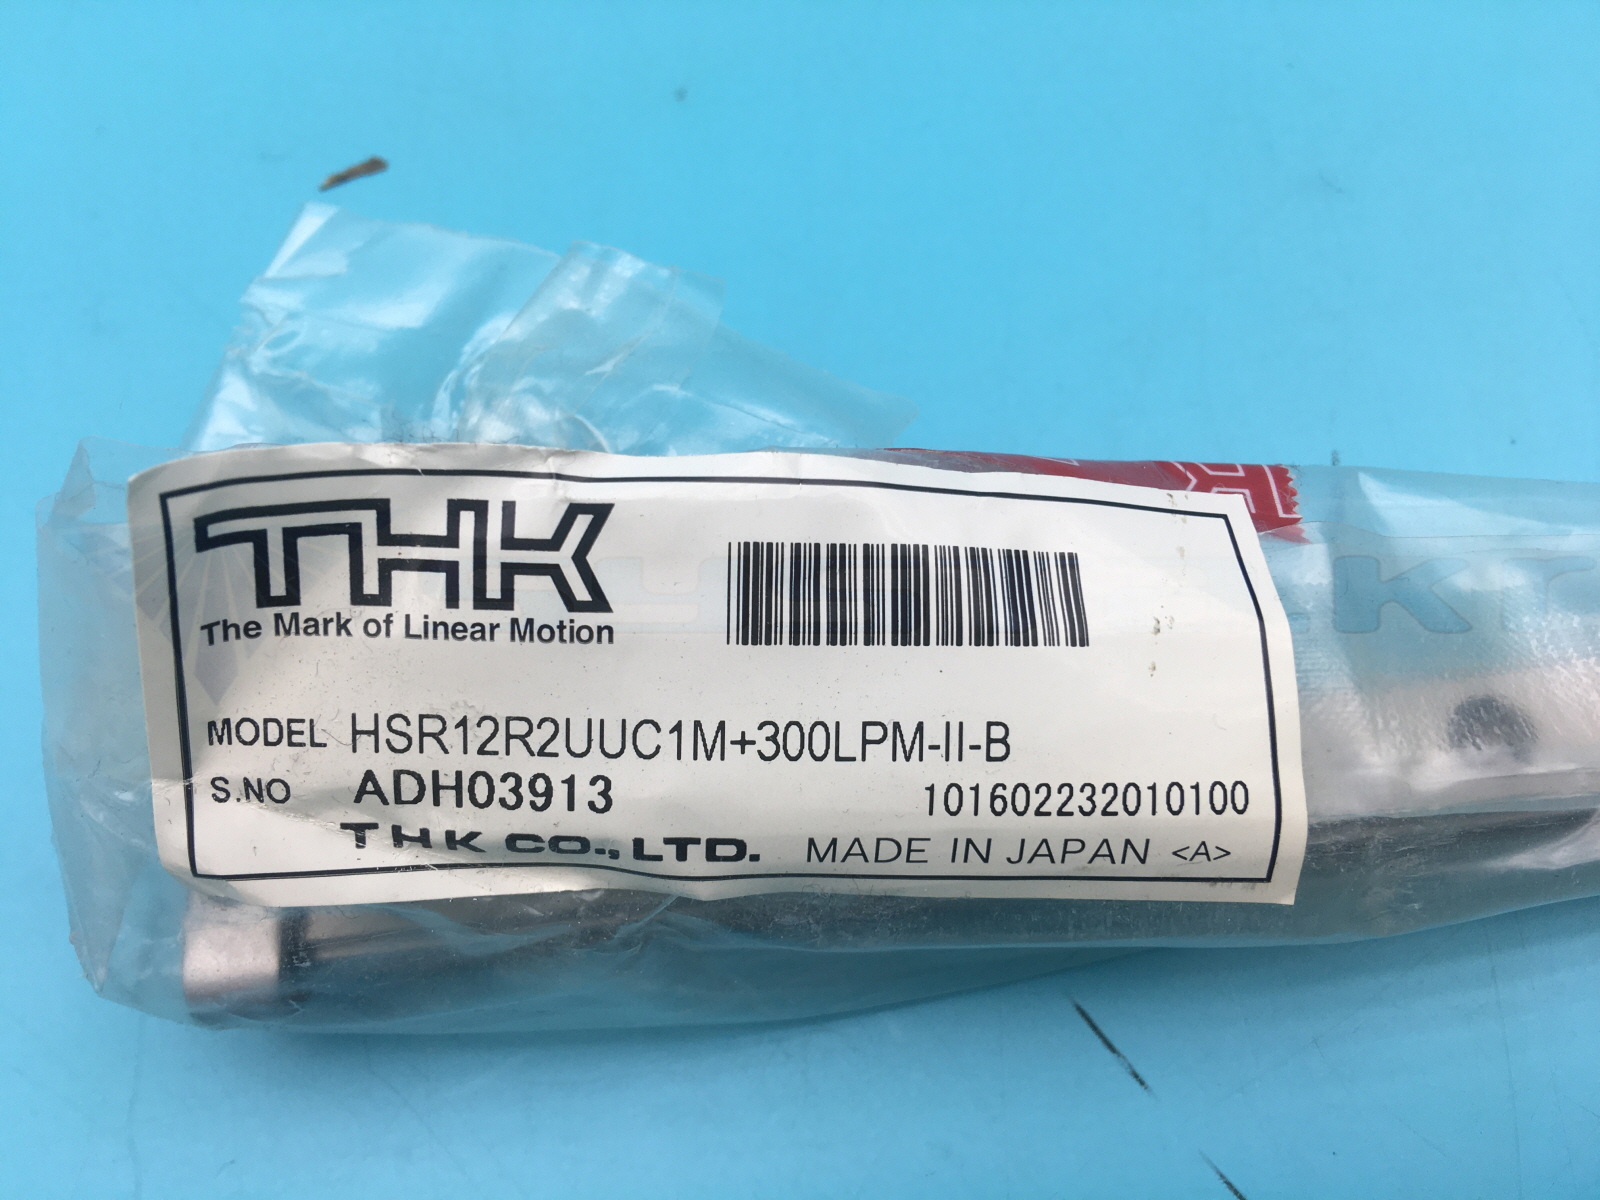 THK
The Mark of Linear Motion
MODEL HSR12R2UUC1M+300LPM-II-B
S.NO ADH03913 101602232010100
THK CO., LTD. MADE IN JAPAN <A>